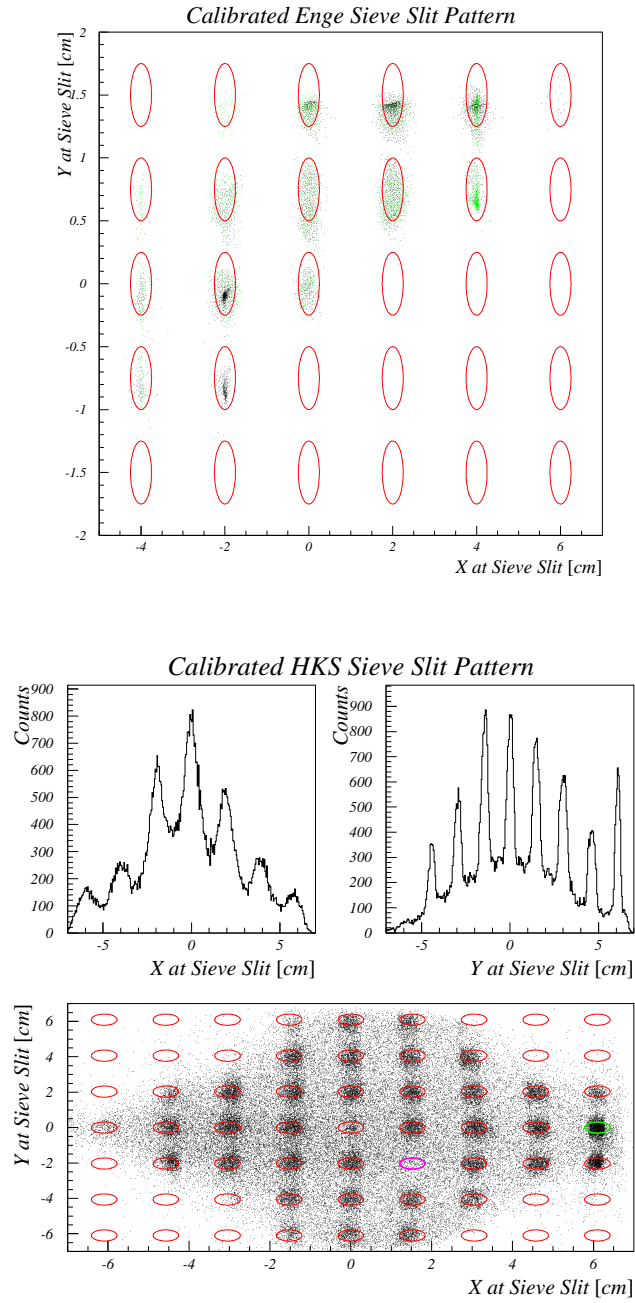 Calibrated Enge Sieve Slit Pattern
Y at Sieve Slit [cm]
2
1.5
1
0.5
0
-0.5
-1
-1.5
-2
-4 -2 0 2 4 6
X at Sieve Slit [cm]
Calibrated HKS Sieve Slit Pattern
Counts
900
800
700
600
500
400
300
200
100
0
-5 0 5
X at Sieve Slit [cm]
Counts
900
800
700
600
500
400
300
200
100
0
-5 0 5
Y at Sieve Slit [cm]
Y at Sieve Slit [cm]
6
4
2
0
-2
-4
-6
-6 -4 -2 0 2 4 6
X at Sieve Slit [cm]